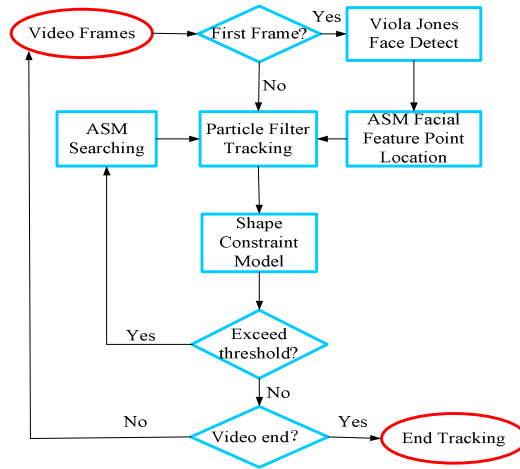 Video Frames
First Frame?
Yes
Viola Jones
Face Detect
No
ASM
Searching
Particle Filter
Tracking
ASM Facial
Feature Point
Location
Shape
Constraint
Model
Yes
Exceed
threshold?
No
No
Video end?
Yes
End Tracking